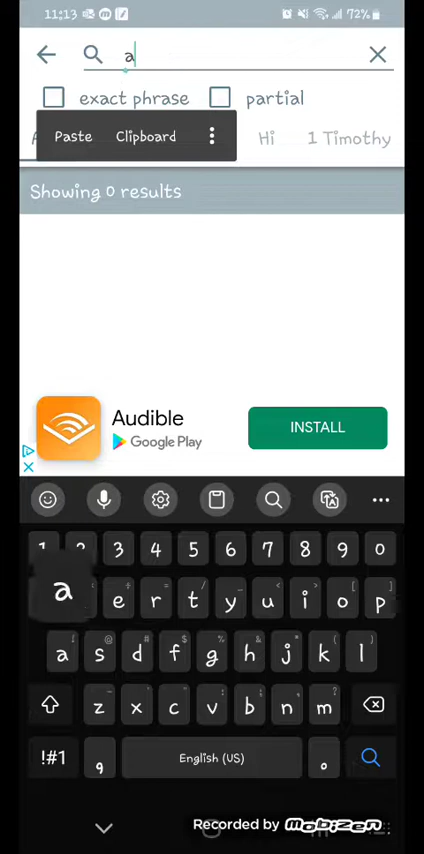 11:13 72%
a
exact phrase partial
Paste Clipboard Hi 1 Timothy
Showing 0 results
Audible
Google Play
INSTALL
1 2 3 4 5 6 7 8 9 0
a e r t y u i o p
a s d f g h j k l
z x c v b n m
!#1 , English (US) .
Recorded by mobizen